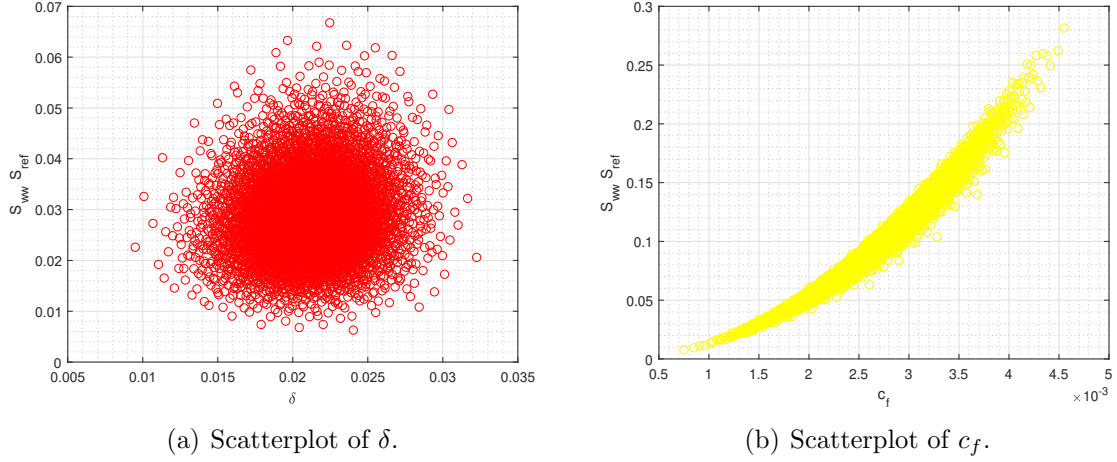 0.07
0.06
0.05
0.04
0.03
0.02
0.01
0
S_ww S_ref
0.005 0.01 0.015 0.02 0.025 0.03 0.035
δ
(a) Scatterplot of δ.
0.3
0.25
0.2
0.15
0.1
0.05
0
S_ww S_ref
0.5 1 1.5 2 2.5 3 3.5 4 4.5 5
×10⁻³
c_f
(b) Scatterplot of c_f.